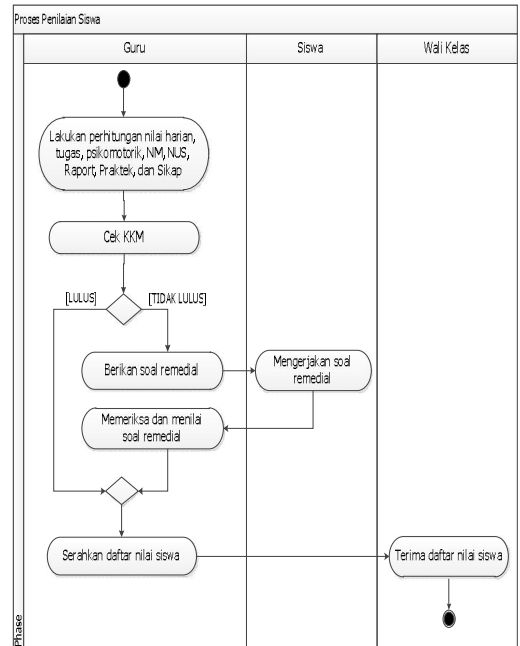 Proses Penilaian Siswa
Guru
Siswa
Wali Kelas
Lakukan perhitungan nilai harian,
tugas, psikomotorik, NM, NUS,
Raport, Praktek, dan Sikap
Cek KKM
[LULUS]
[TIDAK LULUS]
Berikan soal remedial
Mengerjakan soal
remedial
Memeriksa dan menilai
soal remedial
Serahkan daftar nilai siswa
Terima daftar nilai siswa
Phase